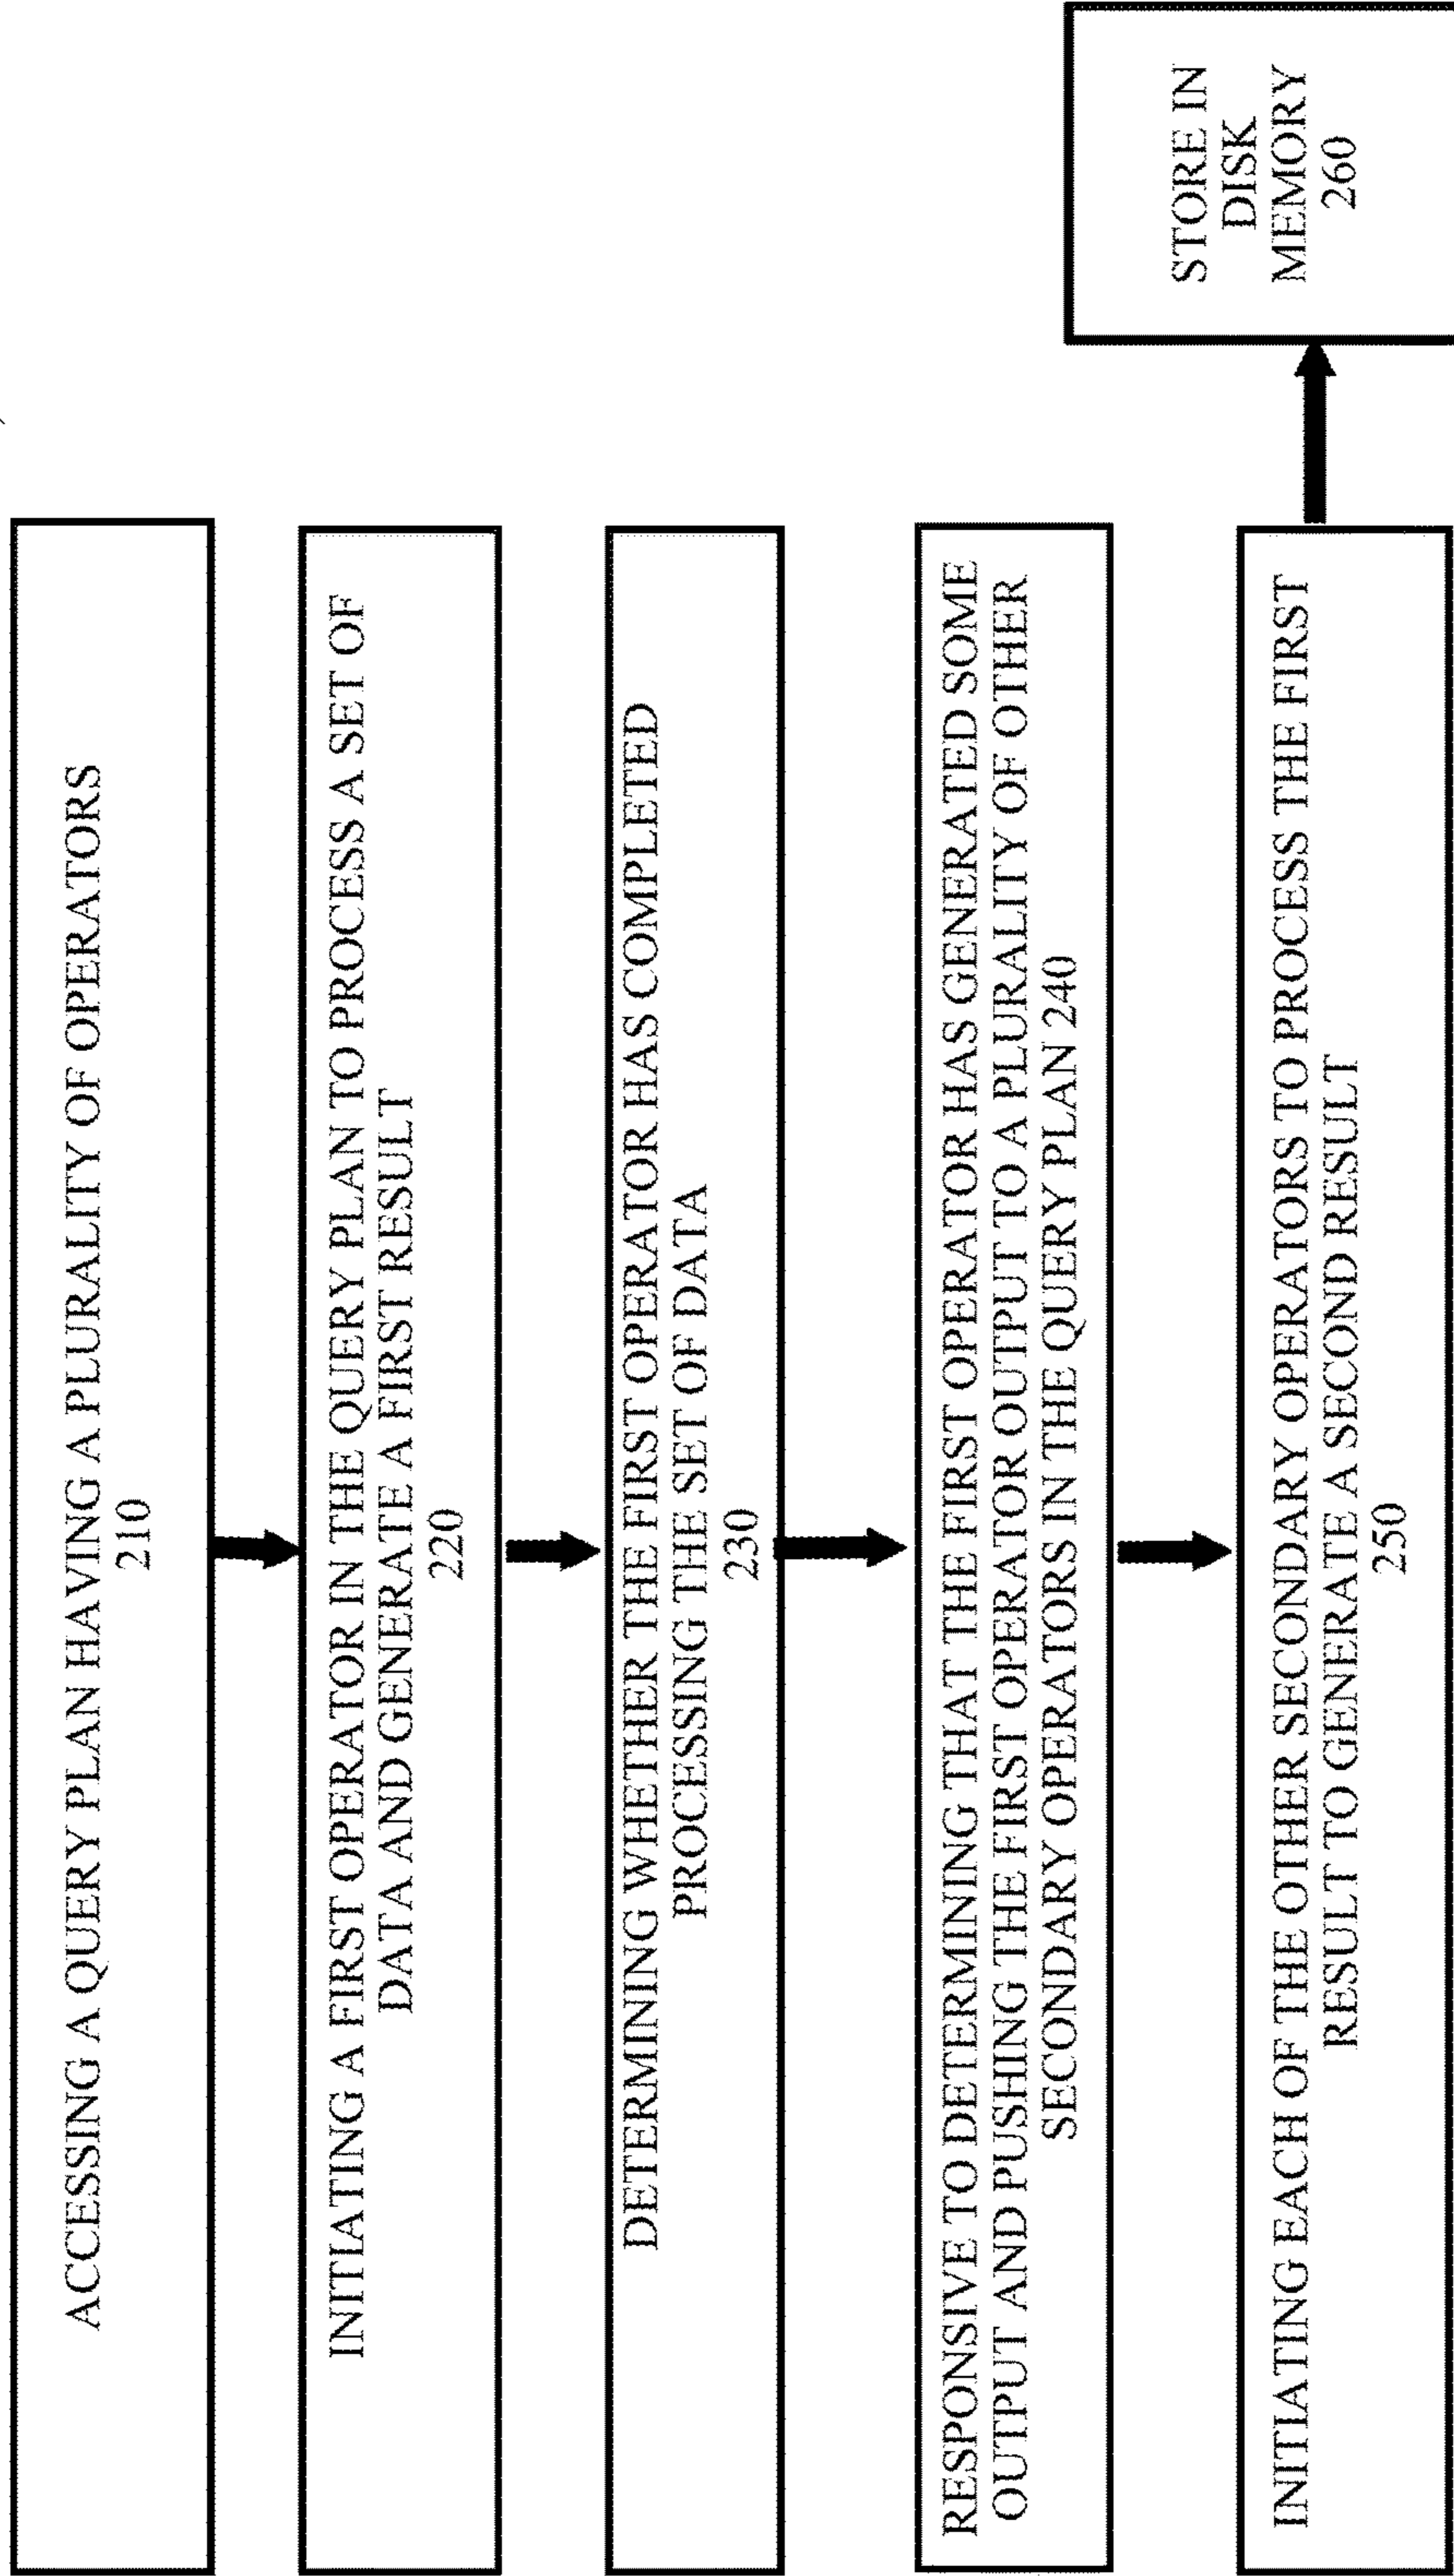 ACCESSING A QUERY PLAN HAVING A PLURALITY OF OPERATORS
210
INITIATING A FIRST OPERATOR IN THE QUERY PLAN TO PROCESS A SET OF
DATA AND GENERATE A FIRST RESULT
220
DETERMINING WHETHER THE FIRST OPERATOR HAS COMPLETED
PROCESSING THE SET OF DATA
230
RESPONSIVE TO DETERMINING THAT THE FIRST OPERATOR HAS GENERATED SOME
OUTPUT AND PUSHING THE FIRST OPERATOR OUTPUT TO A PLURALITY OF OTHER
SECONDARY OPERATORS IN THE QUERY PLAN 240
INITIATING EACH OF THE OTHER SECONDARY OPERATORS TO PROCESS THE FIRST
RESULT TO GENERATE A SECOND RESULT
250
STORE IN
DISK
MEMORY
260